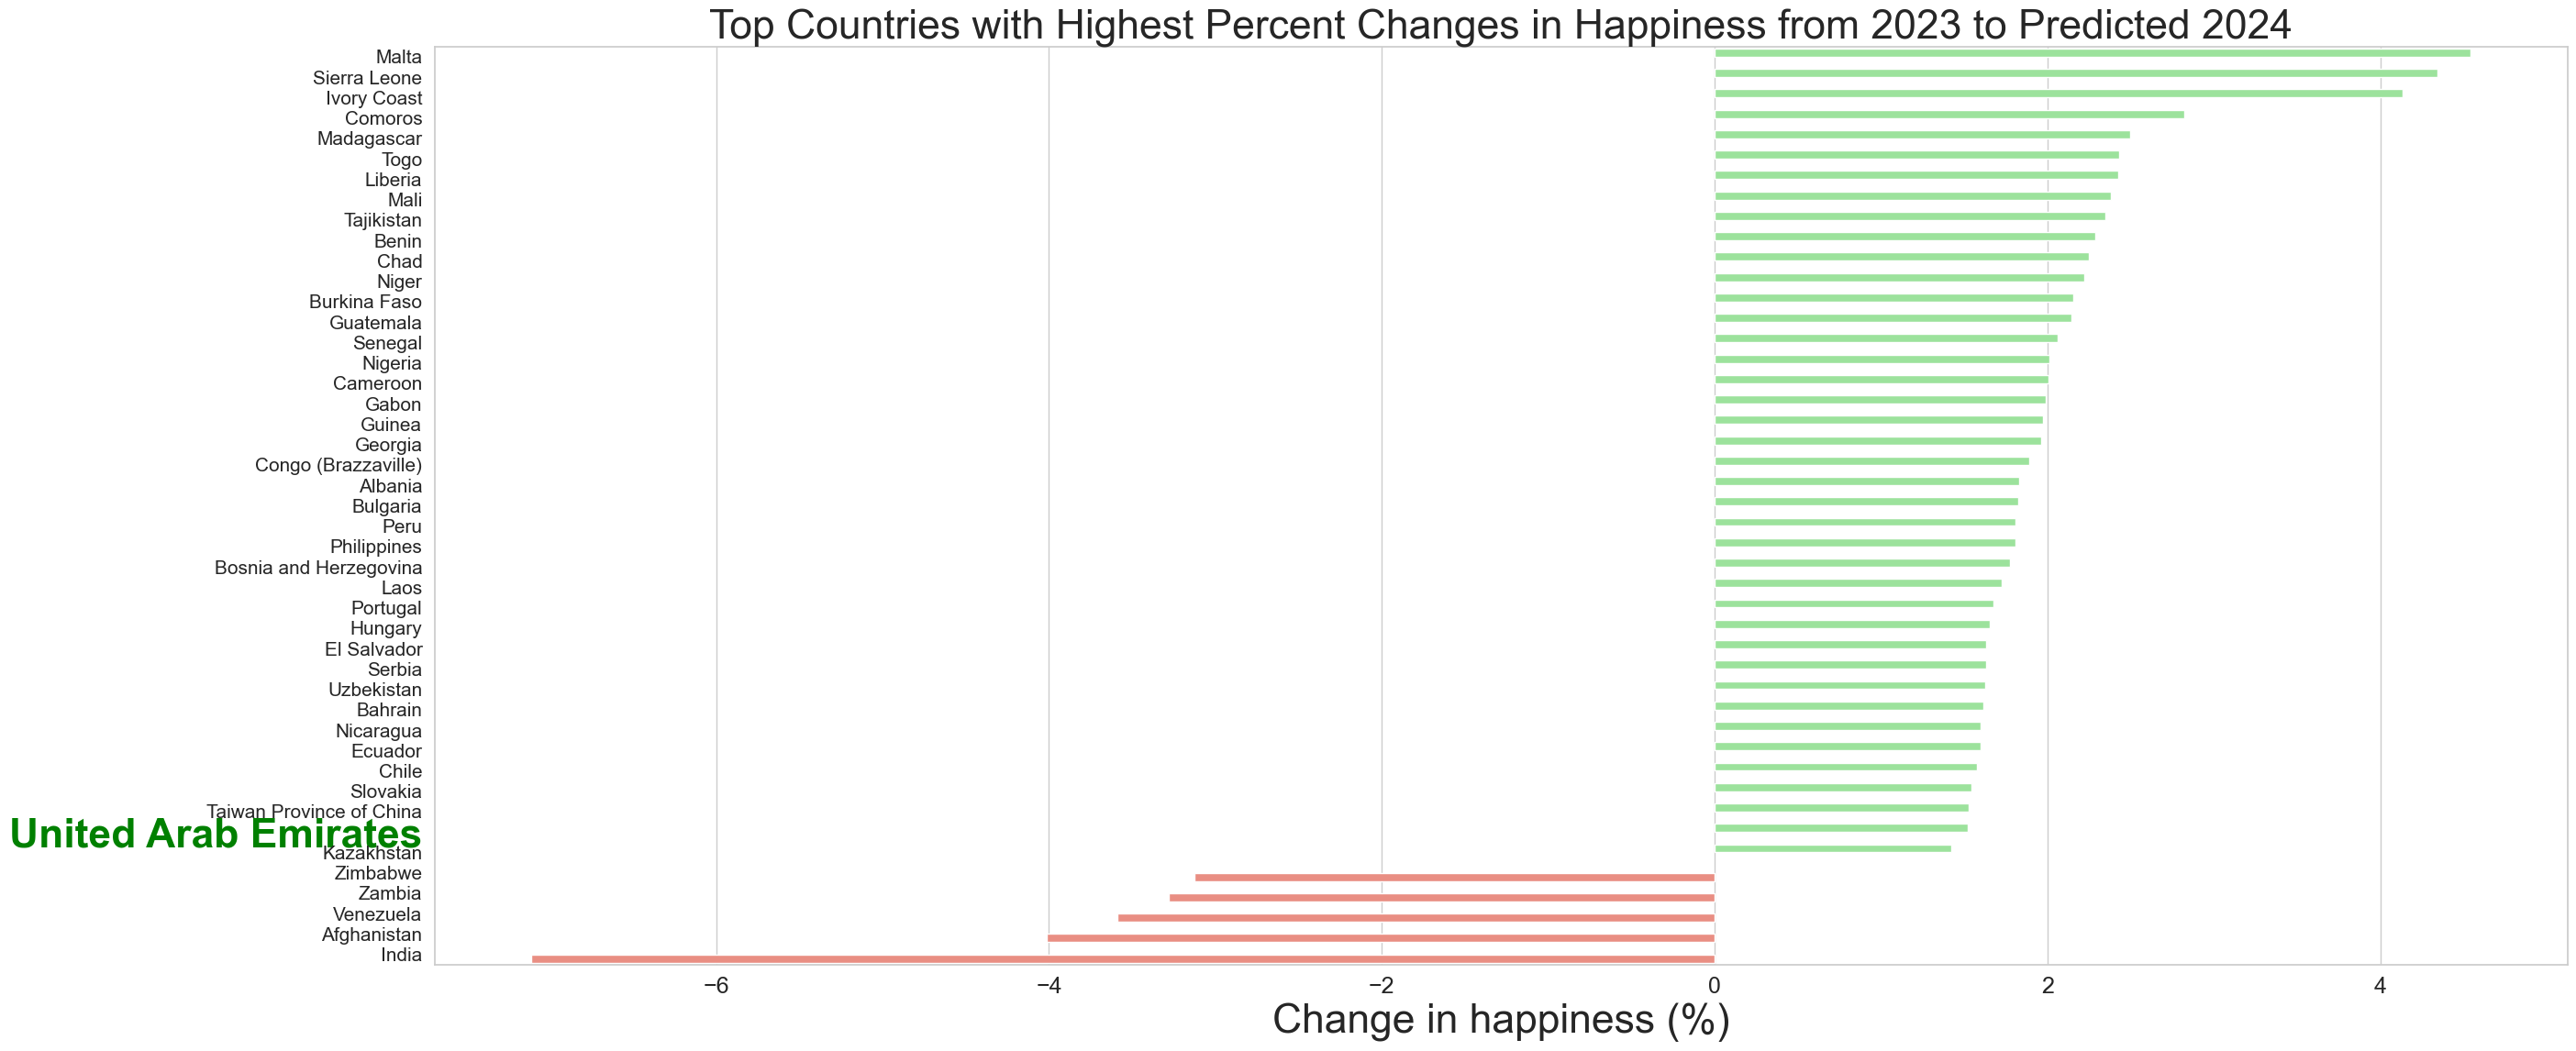 Top Countries with Highest Percent Changes in Happiness from 2023 to Predicted 2024
Malta
Sierra Leone
Ivory Coast
Comoros
Madagascar
Togo
Liberia
Mali
Tajikistan
Benin
Chad
Niger
Burkina Faso
Guatemala
Senegal
Nigeria
Cameroon
Gabon
Guinea
Georgia
Congo (Brazzaville)
Albania
Bulgaria
Peru
Philippines
Bosnia and Herzegovina
Laos
Portugal
Hungary
El Salvador
Serbia
Uzbekistan
Bahrain
Nicaragua
Ecuador
Chile
Slovakia
Taiwan Province of China
United Arab Emirates
Kazakhstan
Zimbabwe
Zambia
Venezuela
Afghanistan
India
−6 −4 −2 0 2 4
Change in happiness (%)